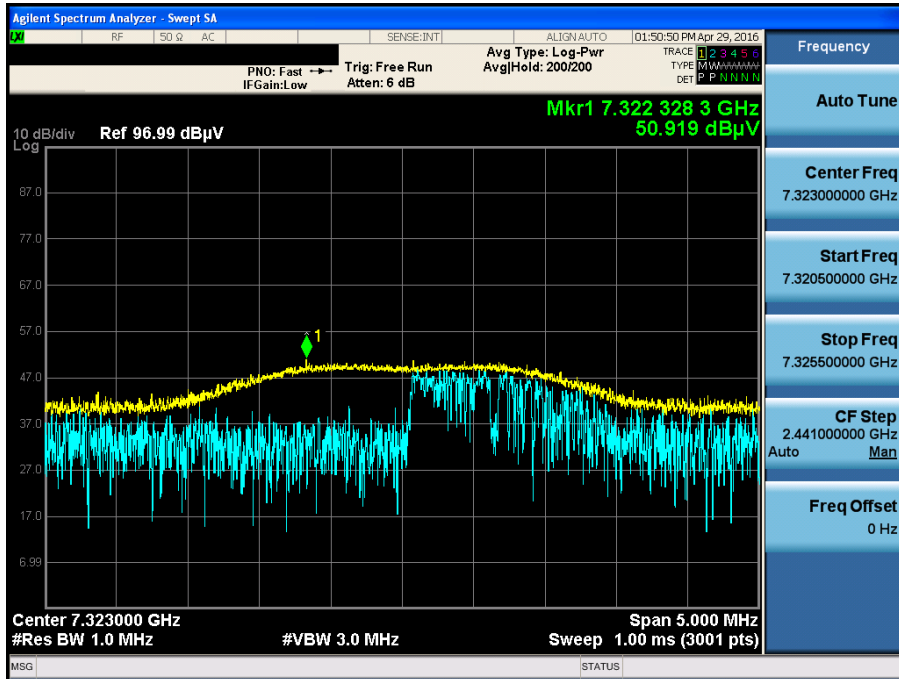 Agilent Spectrum Analyzer - Swept SA
LXI RF 50 Ω AC SENSE:INT ALIGN AUTO 01:50:50 PM Apr 29, 2016
PNO: Fast
IFGain:Low
Trig: Free Run
Atten: 6 dB
Avg Type: Log-Pwr
Avg|Hold: 200/200
TRACE 1 2 3 4 5 6
TYPE MWWWWW
DET P P N N N N
Mkr1 7.322 328 3 GHz
50.919 dBµV
10 dB/div Ref 96.99 dBµV
Log
87.0
77.0
67.0
57.0
47.0
37.0
27.0
17.0
6.99
1
Center 7.323000 GHz Span 5.000 MHz
#Res BW 1.0 MHz #VBW 3.0 MHz Sweep 1.00 ms (3001 pts)
MSG STATUS
Frequency
Auto Tune
Center Freq
7.323000000 GHz
Start Freq
7.320500000 GHz
Stop Freq
7.325500000 GHz
CF Step
2.441000000 GHz
Auto Man
Freq Offset
0 Hz